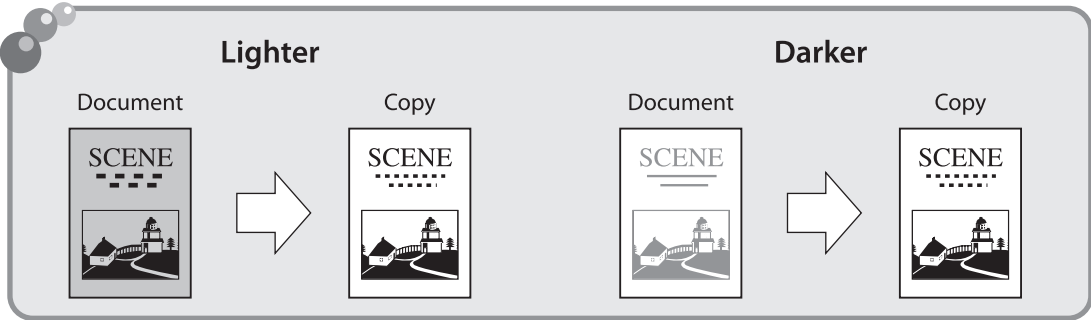 Lighter
Darker
Document
Copy
Document
Copy
SCENE
SCENE
SCENE
SCENE